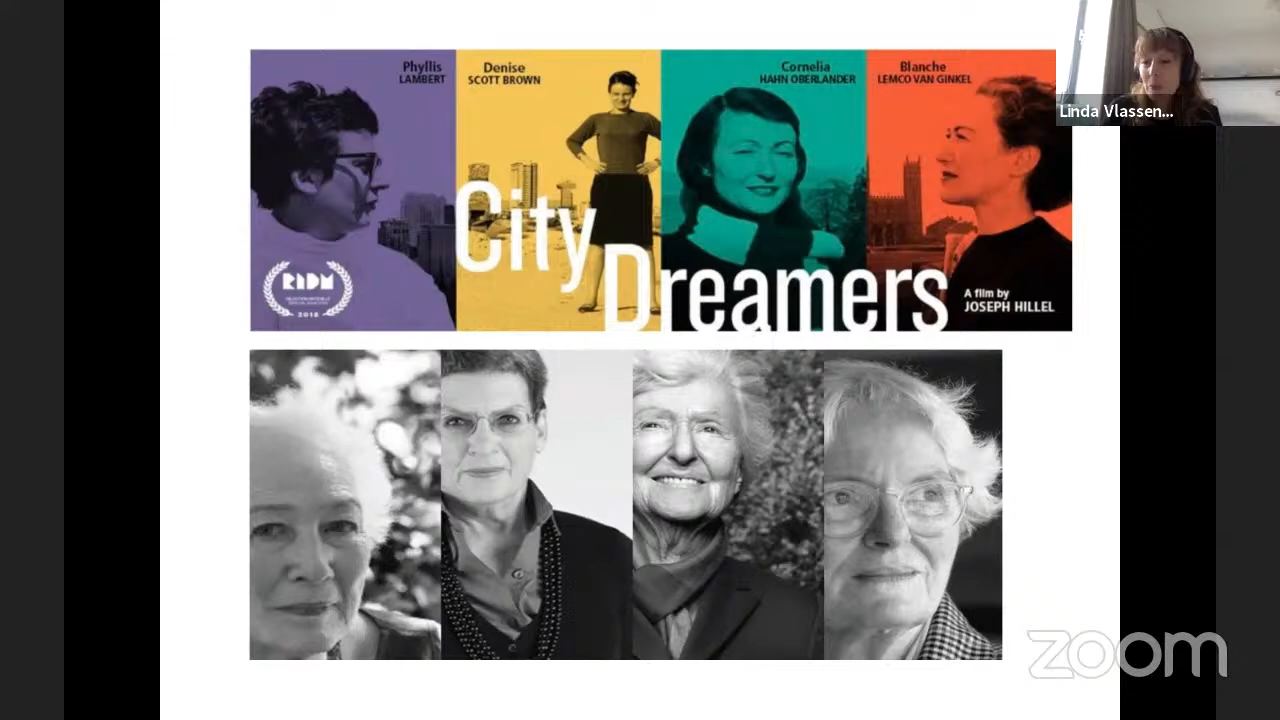 Phyllis
LAMBERT
Denise
SCOTT BROWN
Cornelia
HAHN OBERLANDER
Blanche
LEMCO VAN GINKEL
Linda Vlassen...
City
Dreamers
RIDM
2018
A film by
JOSEPH HILLEL
zoom